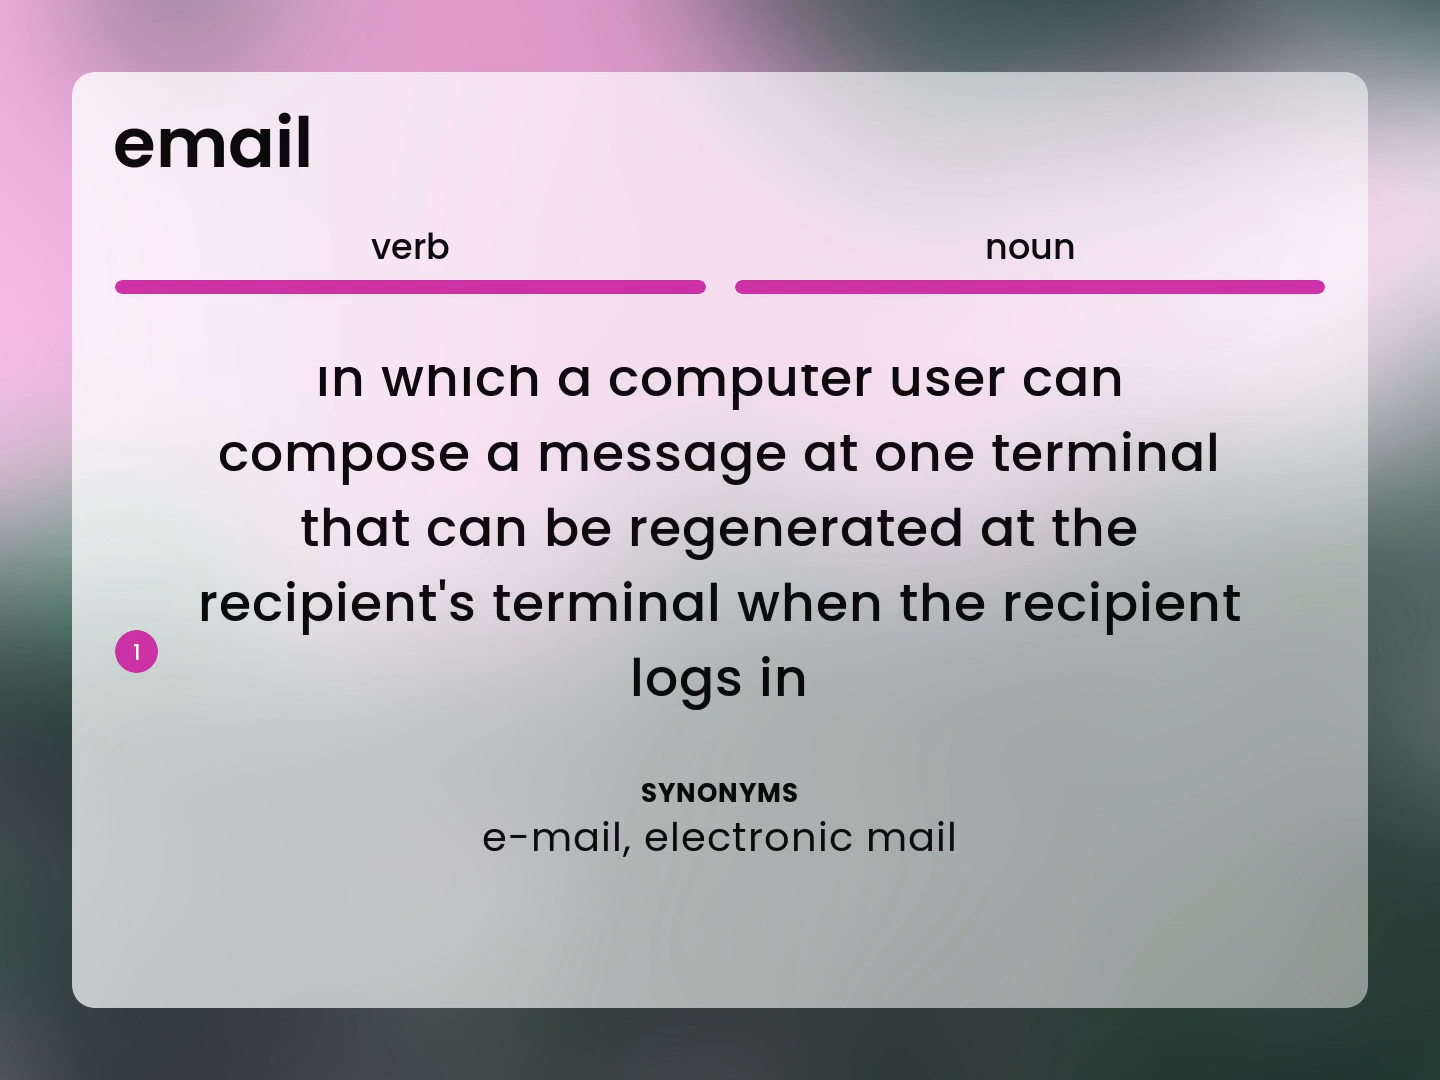 email
verb
noun
in which a computer user can
compose a message at one terminal
that can be regenerated at the
recipient's terminal when the recipient
logs in
1
SYNONYMS
e-mail, electronic mail